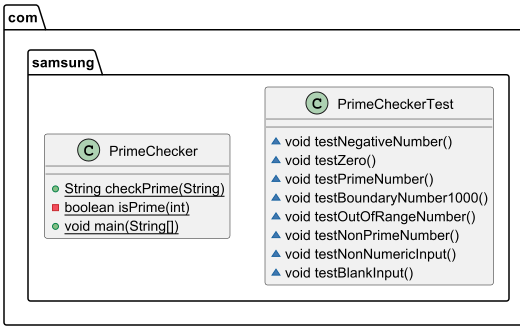 com
samsung
C PrimeChecker
String checkPrime(String)
boolean isPrime(int)
void main(String[])
C PrimeCheckerTest
void testNegativeNumber()
void testZero()
void testPrimeNumber()
void testBoundaryNumber1000()
void testOutOfRangeNumber()
void testNonPrimeNumber()
void testNonNumericInput()
void testBlankInput()